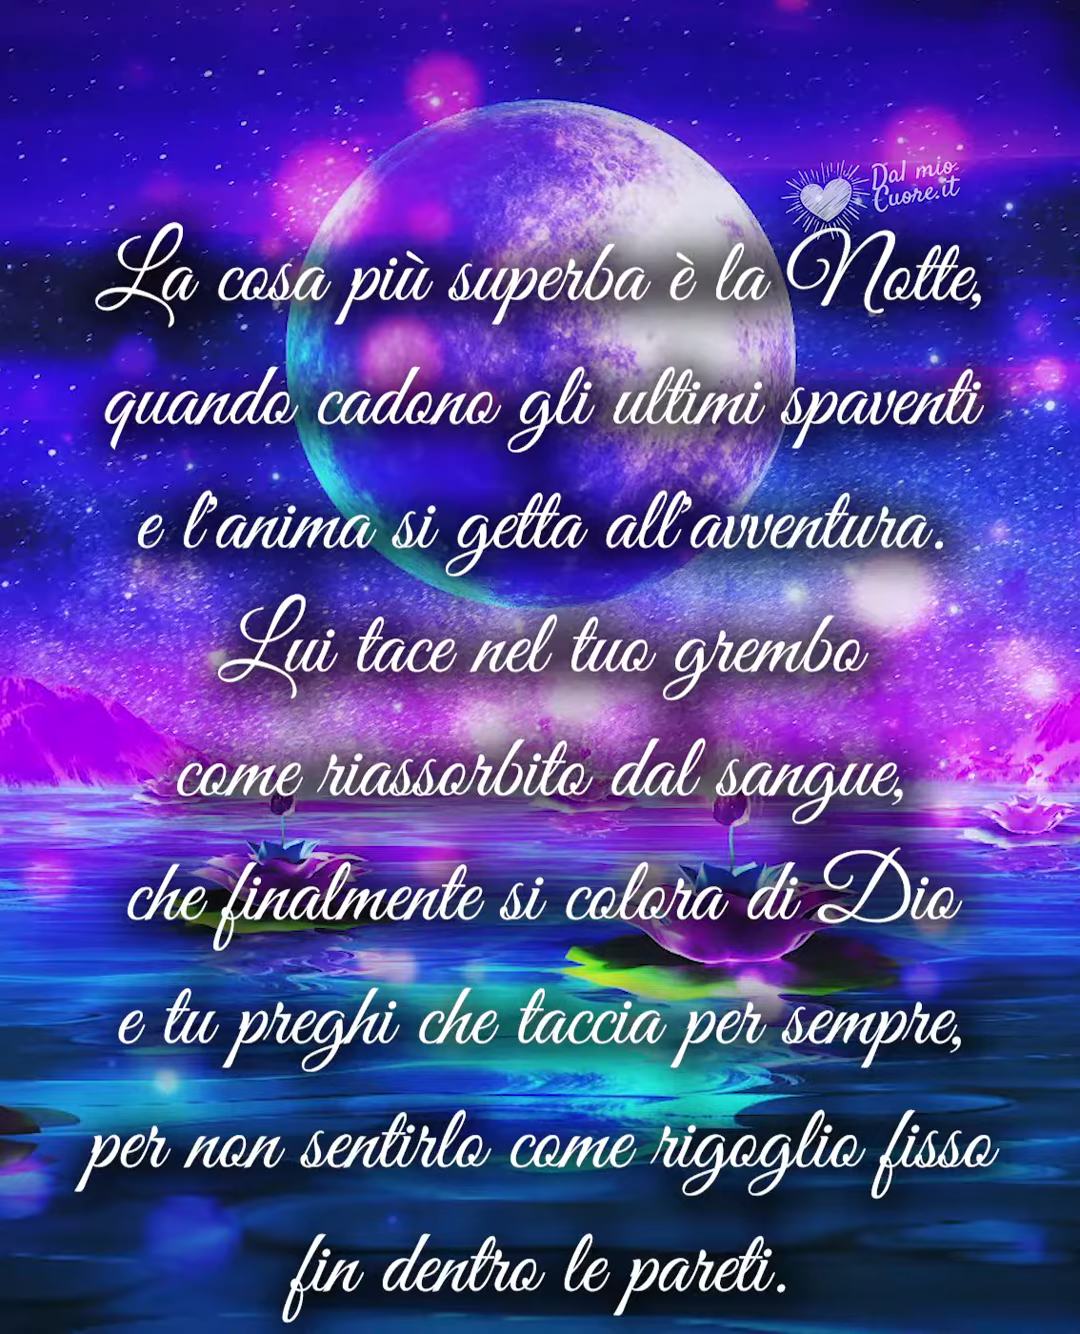 Dal mio
Cuore.it
La cosa più superba è la Notte,
quando cadono gli ultimi spaventi
e l'anima si getta all'avventura.
Lui tace nel tuo grembo
come riassorbito dal sangue,
che finalmente si colora di Dio
e tu preghi che taccia per sempre,
per non sentirlo come rigoglio fisso
fin dentro le pareti.